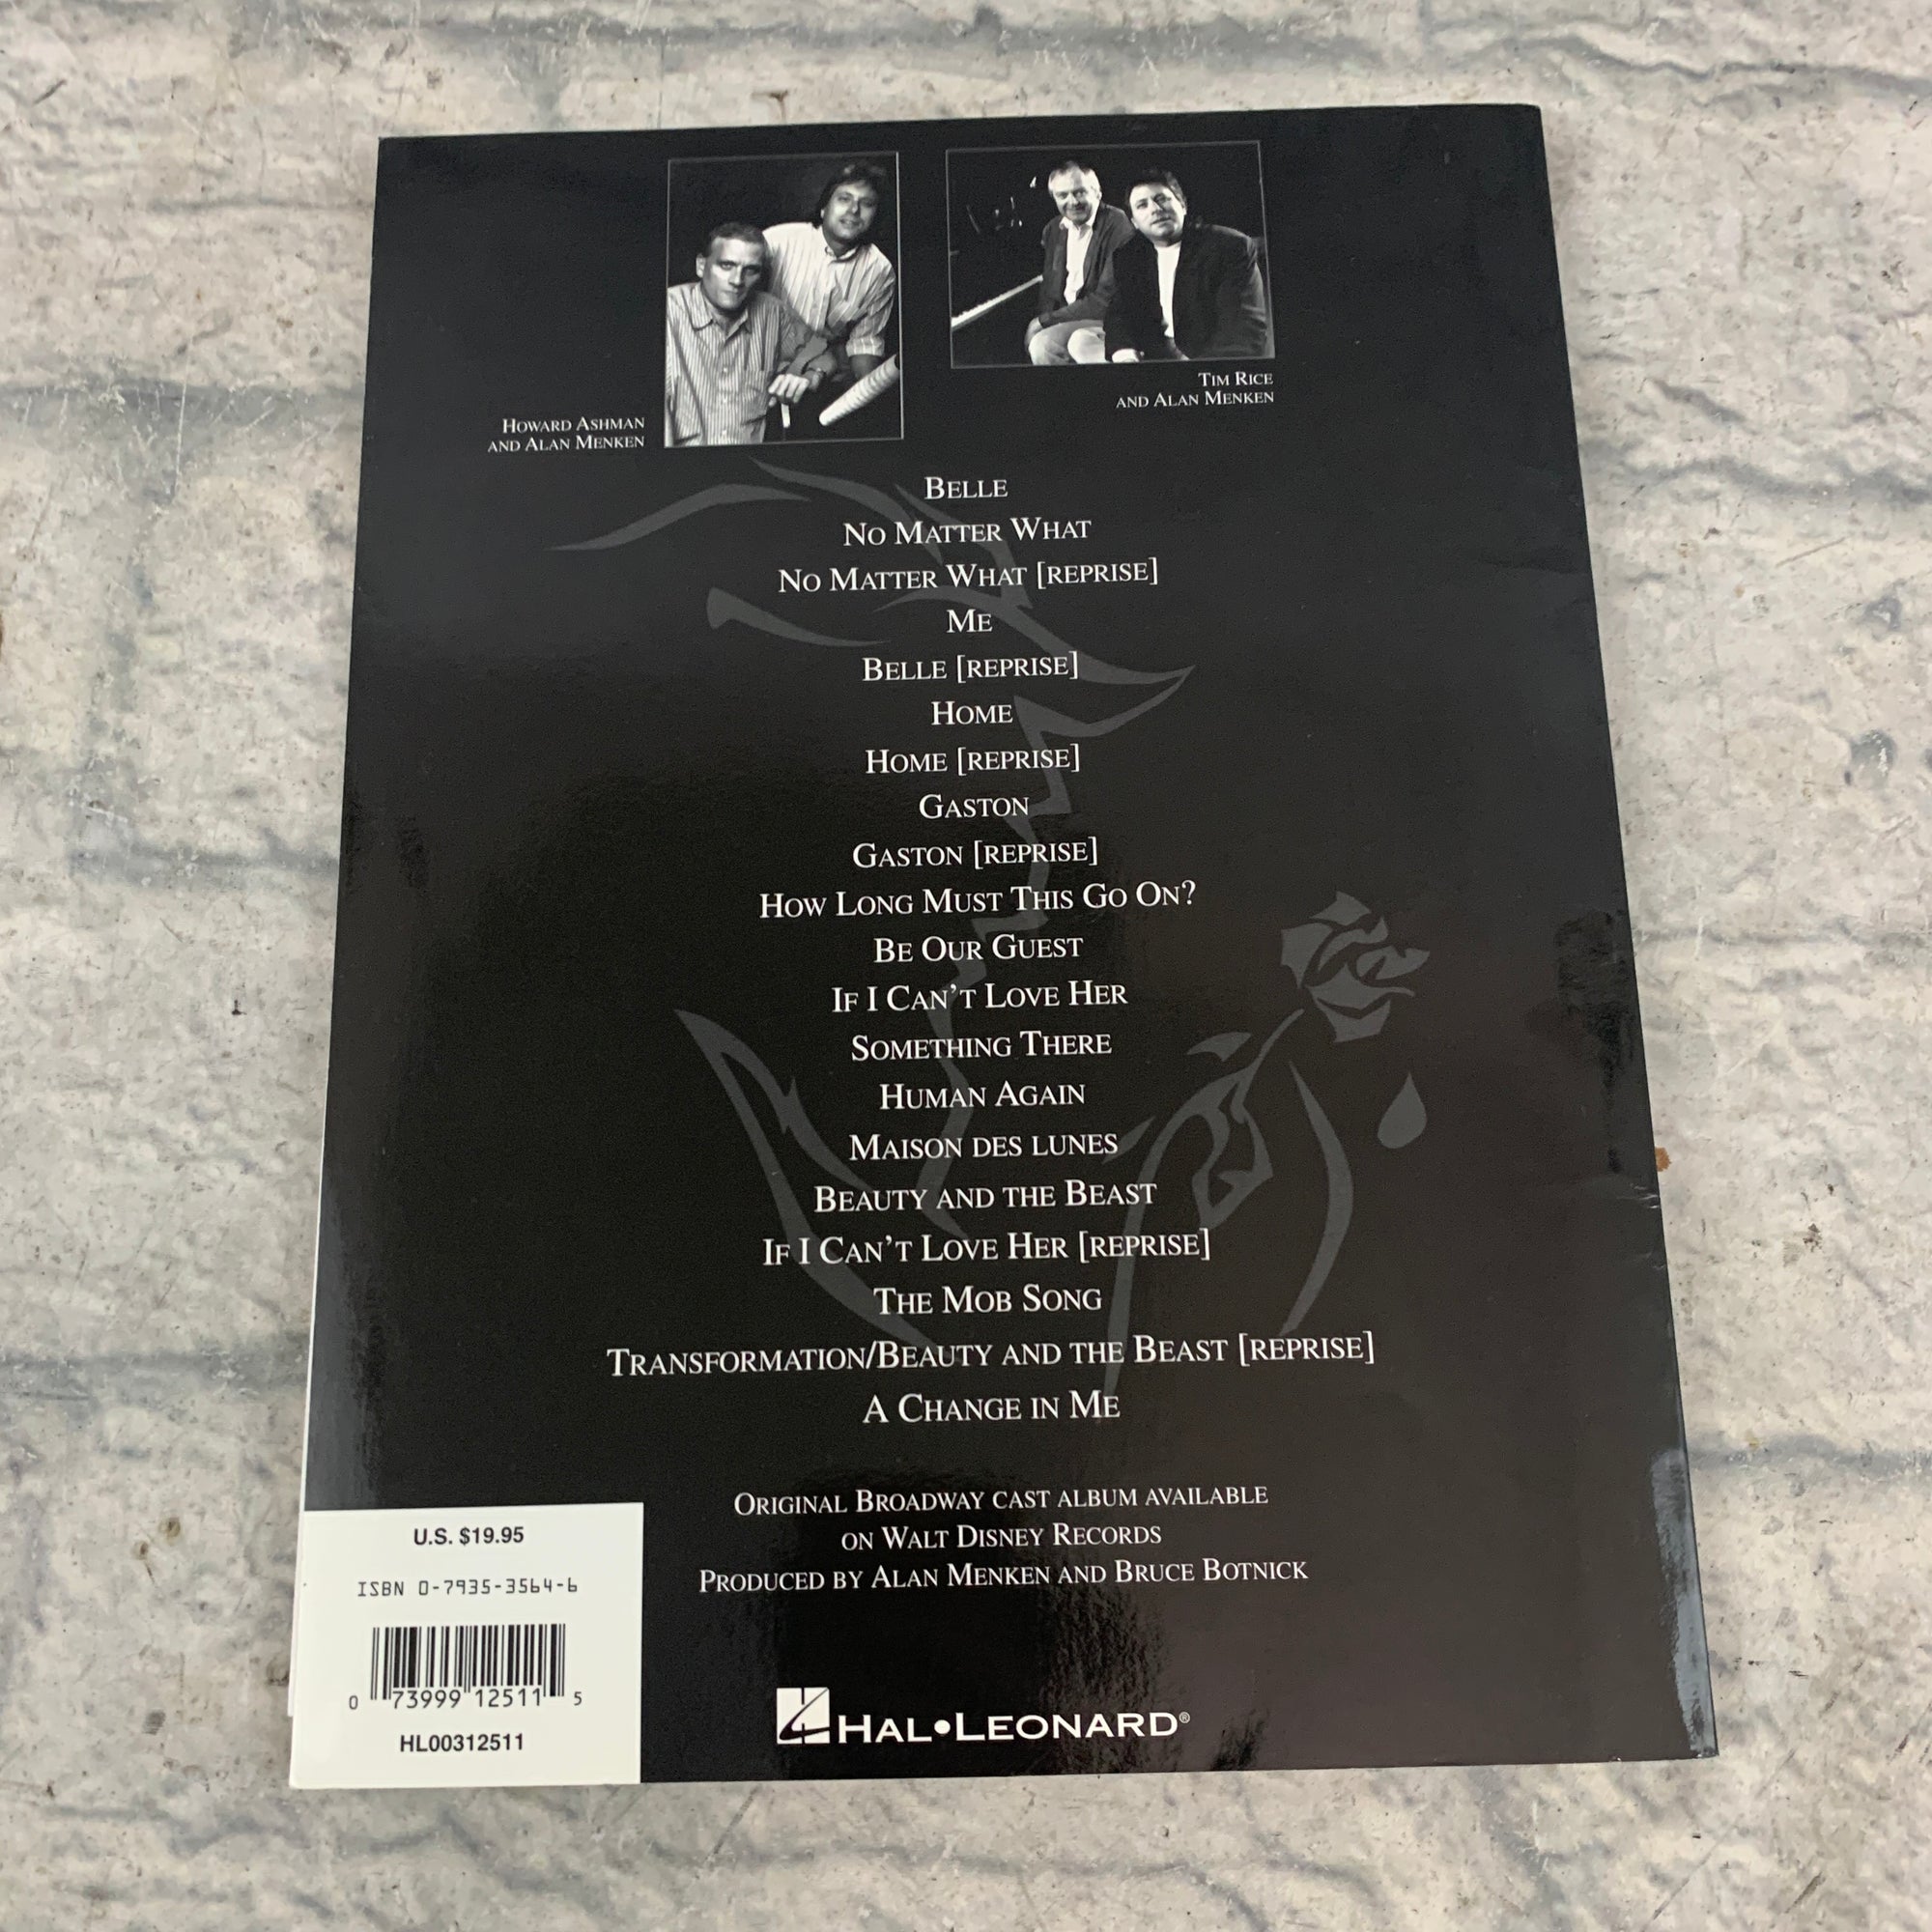 Howard Ashman
and Alan Menken
Tim Rice
and Alan Menken
Belle
No Matter What
No Matter What [reprise]
Me
Belle [reprise]
Home
Home [reprise]
Gaston
Gaston [reprise]
How Long Must This Go On?
Be Our Guest
If I Can't Love Her
Something There
Human Again
Maison des lunes
Beauty and the Beast
If I Can't Love Her [reprise]
The Mob Song
Transformation/Beauty and the Beast [reprise]
A Change in Me
Original Broadway cast album available
on Walt Disney Records
Produced by Alan Menken and Bruce Botnick
U.S. $19.95
ISBN 0-7935-3564-6
0 73999 12511 5
HL00312511
HAL•LEONARD®